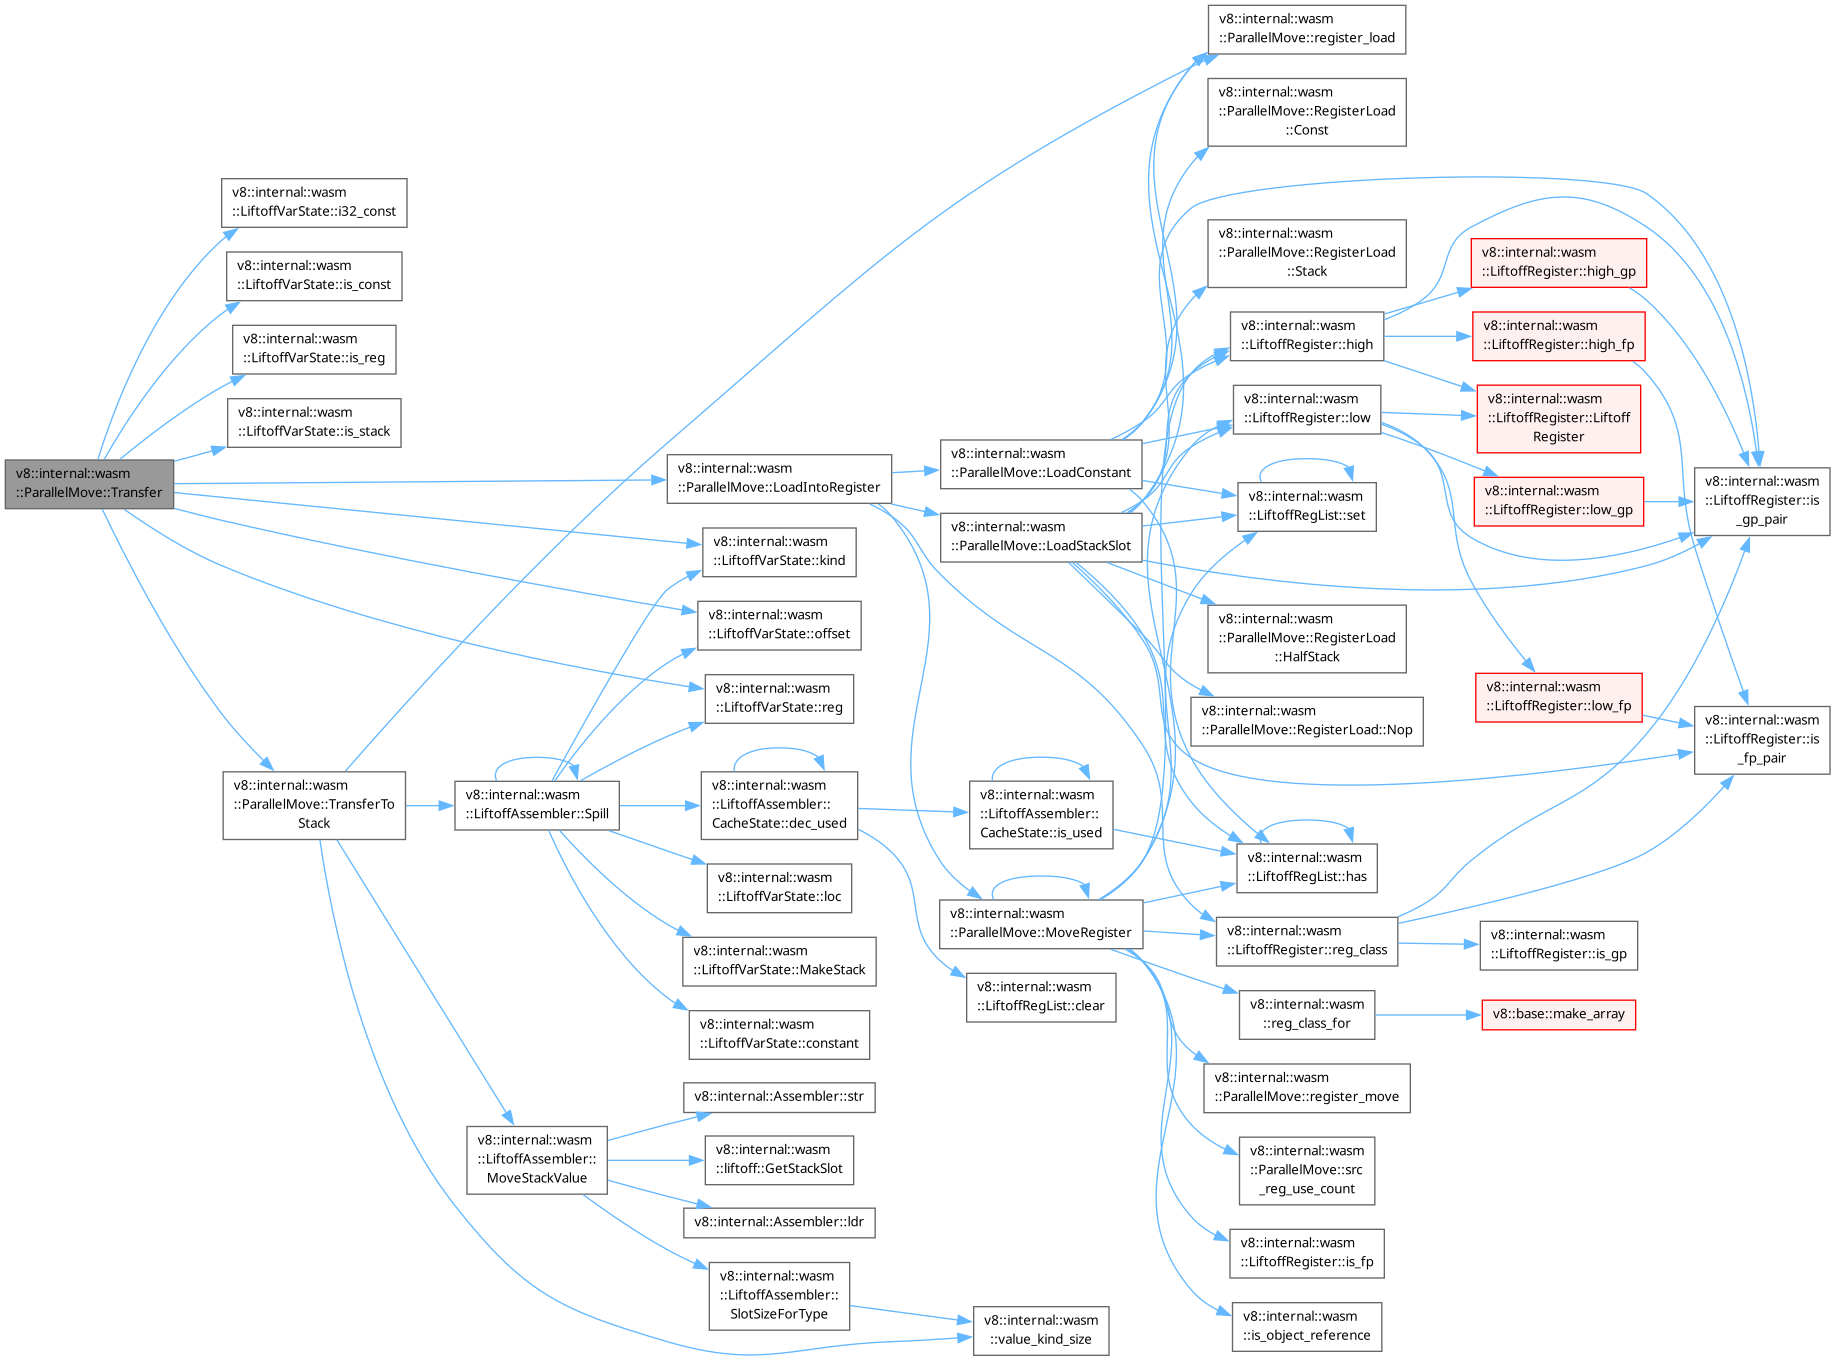 v8::internal::wasm
::ParallelMove::Transfer
v8::internal::wasm
::LiftoffVarState::i32_const
v8::internal::wasm
::LiftoffVarState::is_const
v8::internal::wasm
::LiftoffVarState::is_reg
v8::internal::wasm
::LiftoffVarState::is_stack
v8::internal::wasm
::ParallelMove::TransferTo
Stack
v8::internal::wasm
::LiftoffAssembler::Spill
v8::internal::wasm
::LiftoffAssembler::
MoveStackValue
v8::internal::wasm
::ParallelMove::LoadIntoRegister
v8::internal::wasm
::LiftoffVarState::kind
v8::internal::wasm
::LiftoffVarState::offset
v8::internal::wasm
::LiftoffVarState::reg
v8::internal::wasm
::LiftoffAssembler::
CacheState::dec_used
v8::internal::wasm
::LiftoffVarState::loc
v8::internal::wasm
::LiftoffVarState::MakeStack
v8::internal::wasm
::LiftoffVarState::constant
v8::internal::Assembler::str
v8::internal::wasm
::liftoff::GetStackSlot
v8::internal::Assembler::ldr
v8::internal::wasm
::LiftoffAssembler::
SlotSizeForType
v8::internal::wasm
::ParallelMove::LoadConstant
v8::internal::wasm
::ParallelMove::LoadStackSlot
v8::internal::wasm
::LiftoffAssembler::
CacheState::is_used
v8::internal::wasm
::ParallelMove::MoveRegister
v8::internal::wasm
::LiftoffRegList::clear
v8::internal::wasm
::value_kind_size
v8::internal::wasm
::ParallelMove::register_load
v8::internal::wasm
::ParallelMove::RegisterLoad
::Const
v8::internal::wasm
::ParallelMove::RegisterLoad
::Stack
v8::internal::wasm
::LiftoffRegister::high
v8::internal::wasm
::LiftoffRegister::low
v8::internal::wasm
::LiftoffRegList::set
v8::internal::wasm
::ParallelMove::RegisterLoad
::HalfStack
v8::internal::wasm
::ParallelMove::RegisterLoad::Nop
v8::internal::wasm
::LiftoffRegList::has
v8::internal::wasm
::LiftoffRegister::reg_class
v8::internal::wasm
::reg_class_for
v8::internal::wasm
::ParallelMove::register_move
v8::internal::wasm
::ParallelMove::src
_reg_use_count
v8::internal::wasm
::LiftoffRegister::is_fp
v8::internal::wasm
::is_object_reference
v8::internal::wasm
::LiftoffRegister::high_gp
v8::internal::wasm
::LiftoffRegister::high_fp
v8::internal::wasm
::LiftoffRegister::Liftoff
Register
v8::internal::wasm
::LiftoffRegister::low_gp
v8::internal::wasm
::LiftoffRegister::low_fp
v8::internal::wasm
::LiftoffRegister::is_gp
v8::base::make_array
v8::internal::wasm
::LiftoffRegister::is
_gp_pair
v8::internal::wasm
::LiftoffRegister::is
_fp_pair